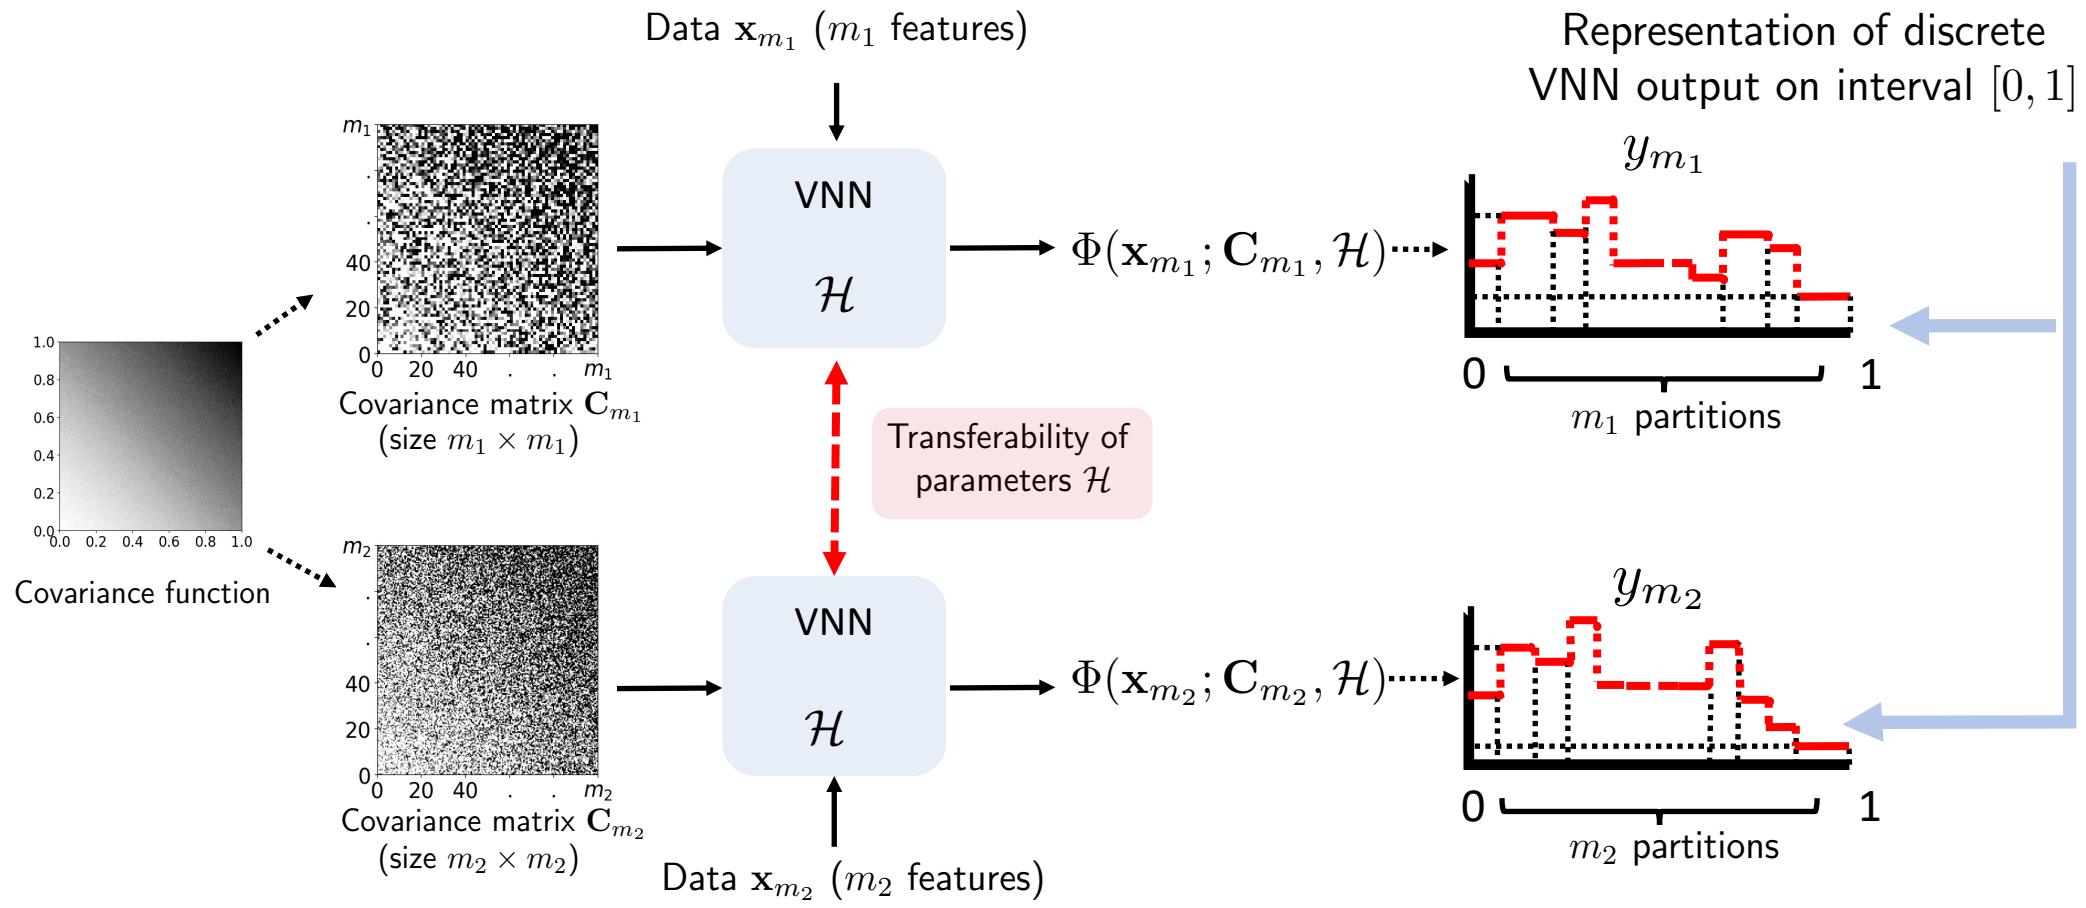 Data x_{m_1} (m_1 features)
Representation of discrete
VNN output on interval [0, 1]
m_1
.
.
40
20
0
0 20 40 . . m_1
Covariance matrix C_{m_1}
(size m_1 × m_1)
VNN
ℋ
Φ(x_{m_1}; C_{m_1}, ℋ)
y_{m_1}
0 1
m_1 partitions
1.0
0.8
0.6
0.4
0.2
0.0
0.0 0.2 0.4 0.6 0.8 1.0
Covariance function
Transferability of
parameters ℋ
m_2
.
.
40
20
0
0 20 40 . . m_2
Covariance matrix C_{m_2}
(size m_2 × m_2)
VNN
ℋ
Data x_{m_2} (m_2 features)
Φ(x_{m_2}; C_{m_2}, ℋ)
y_{m_2}
0 1
m_2 partitions